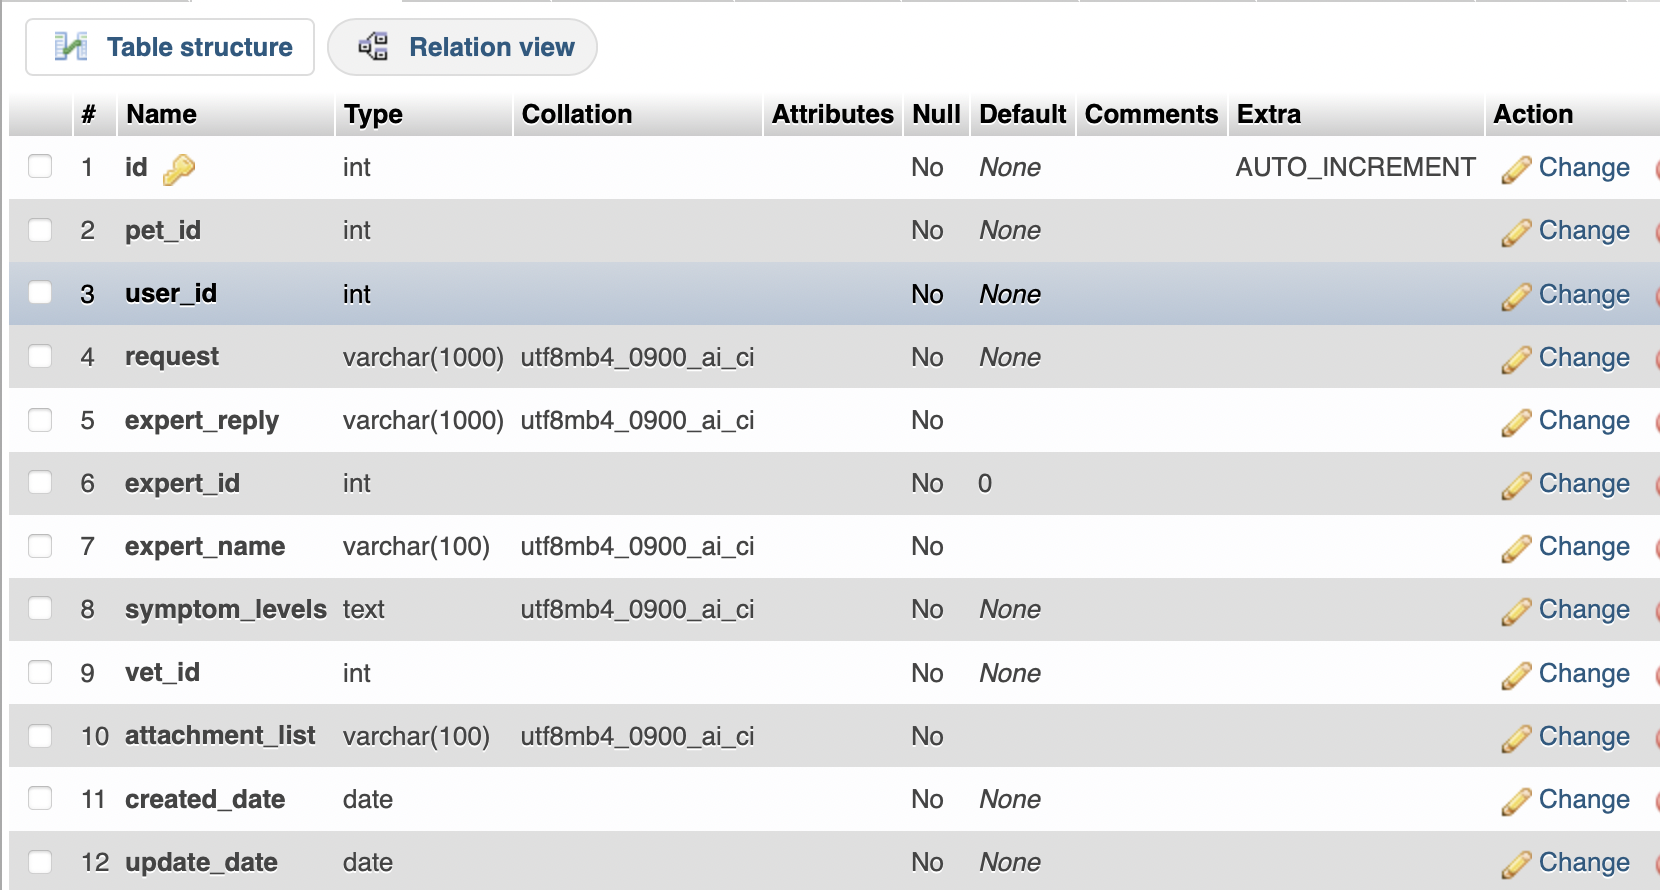 Table structure Relation view
# Name Type Collation Attributes Null Default Comments Extra Action
1 id int No None AUTO_INCREMENT Change
2 pet_id int No None Change
3 user_id int No None Change
4 request varchar(1000) utf8mb4_0900_ai_ci No None Change
5 expert_reply varchar(1000) utf8mb4_0900_ai_ci No Change
6 expert_id int No 0 Change
7 expert_name varchar(100) utf8mb4_0900_ai_ci No Change
8 symptom_levels text utf8mb4_0900_ai_ci No None Change
9 vet_id int No None Change
10 attachment_list varchar(100) utf8mb4_0900_ai_ci No Change
11 created_date date No None Change
12 update_date date No None Change